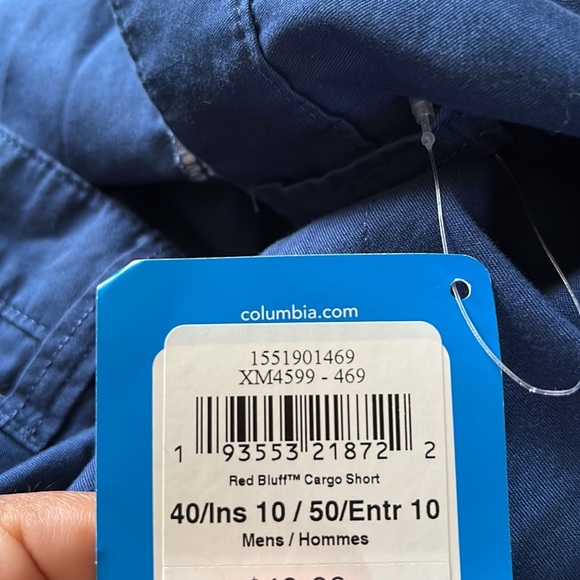 columbia.com
1551901469
XM4599 - 469
1 93553 21872 2
Red Bluff™ Cargo Short
40/Ins 10 / 50/Entr 10
Mens / Hommes